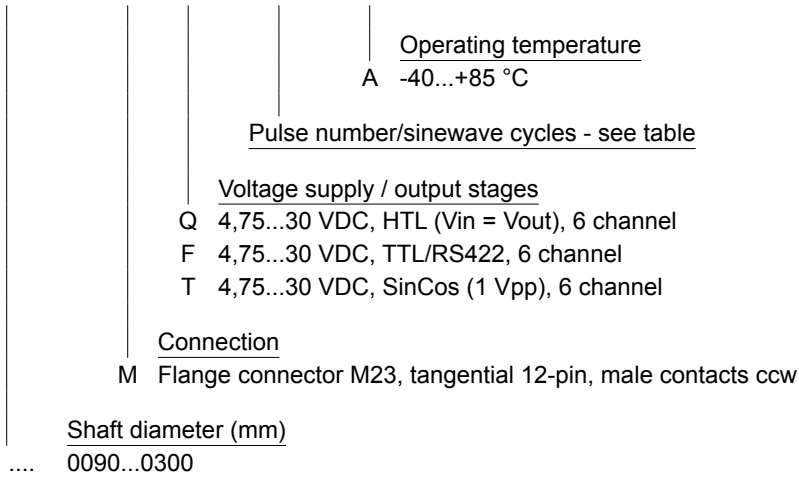 Operating temperature
A -40...+85 °C
Pulse number/sinewave cycles - see table
Voltage supply / output stages
Q 4,75...30 VDC, HTL (Vin = Vout), 6 channel
F 4,75...30 VDC, TTL/RS422, 6 channel
T 4,75...30 VDC, SinCos (1 Vpp), 6 channel
Connection
M Flange connector M23, tangential 12-pin, male contacts ccw
Shaft diameter (mm)
.... 0090...0300